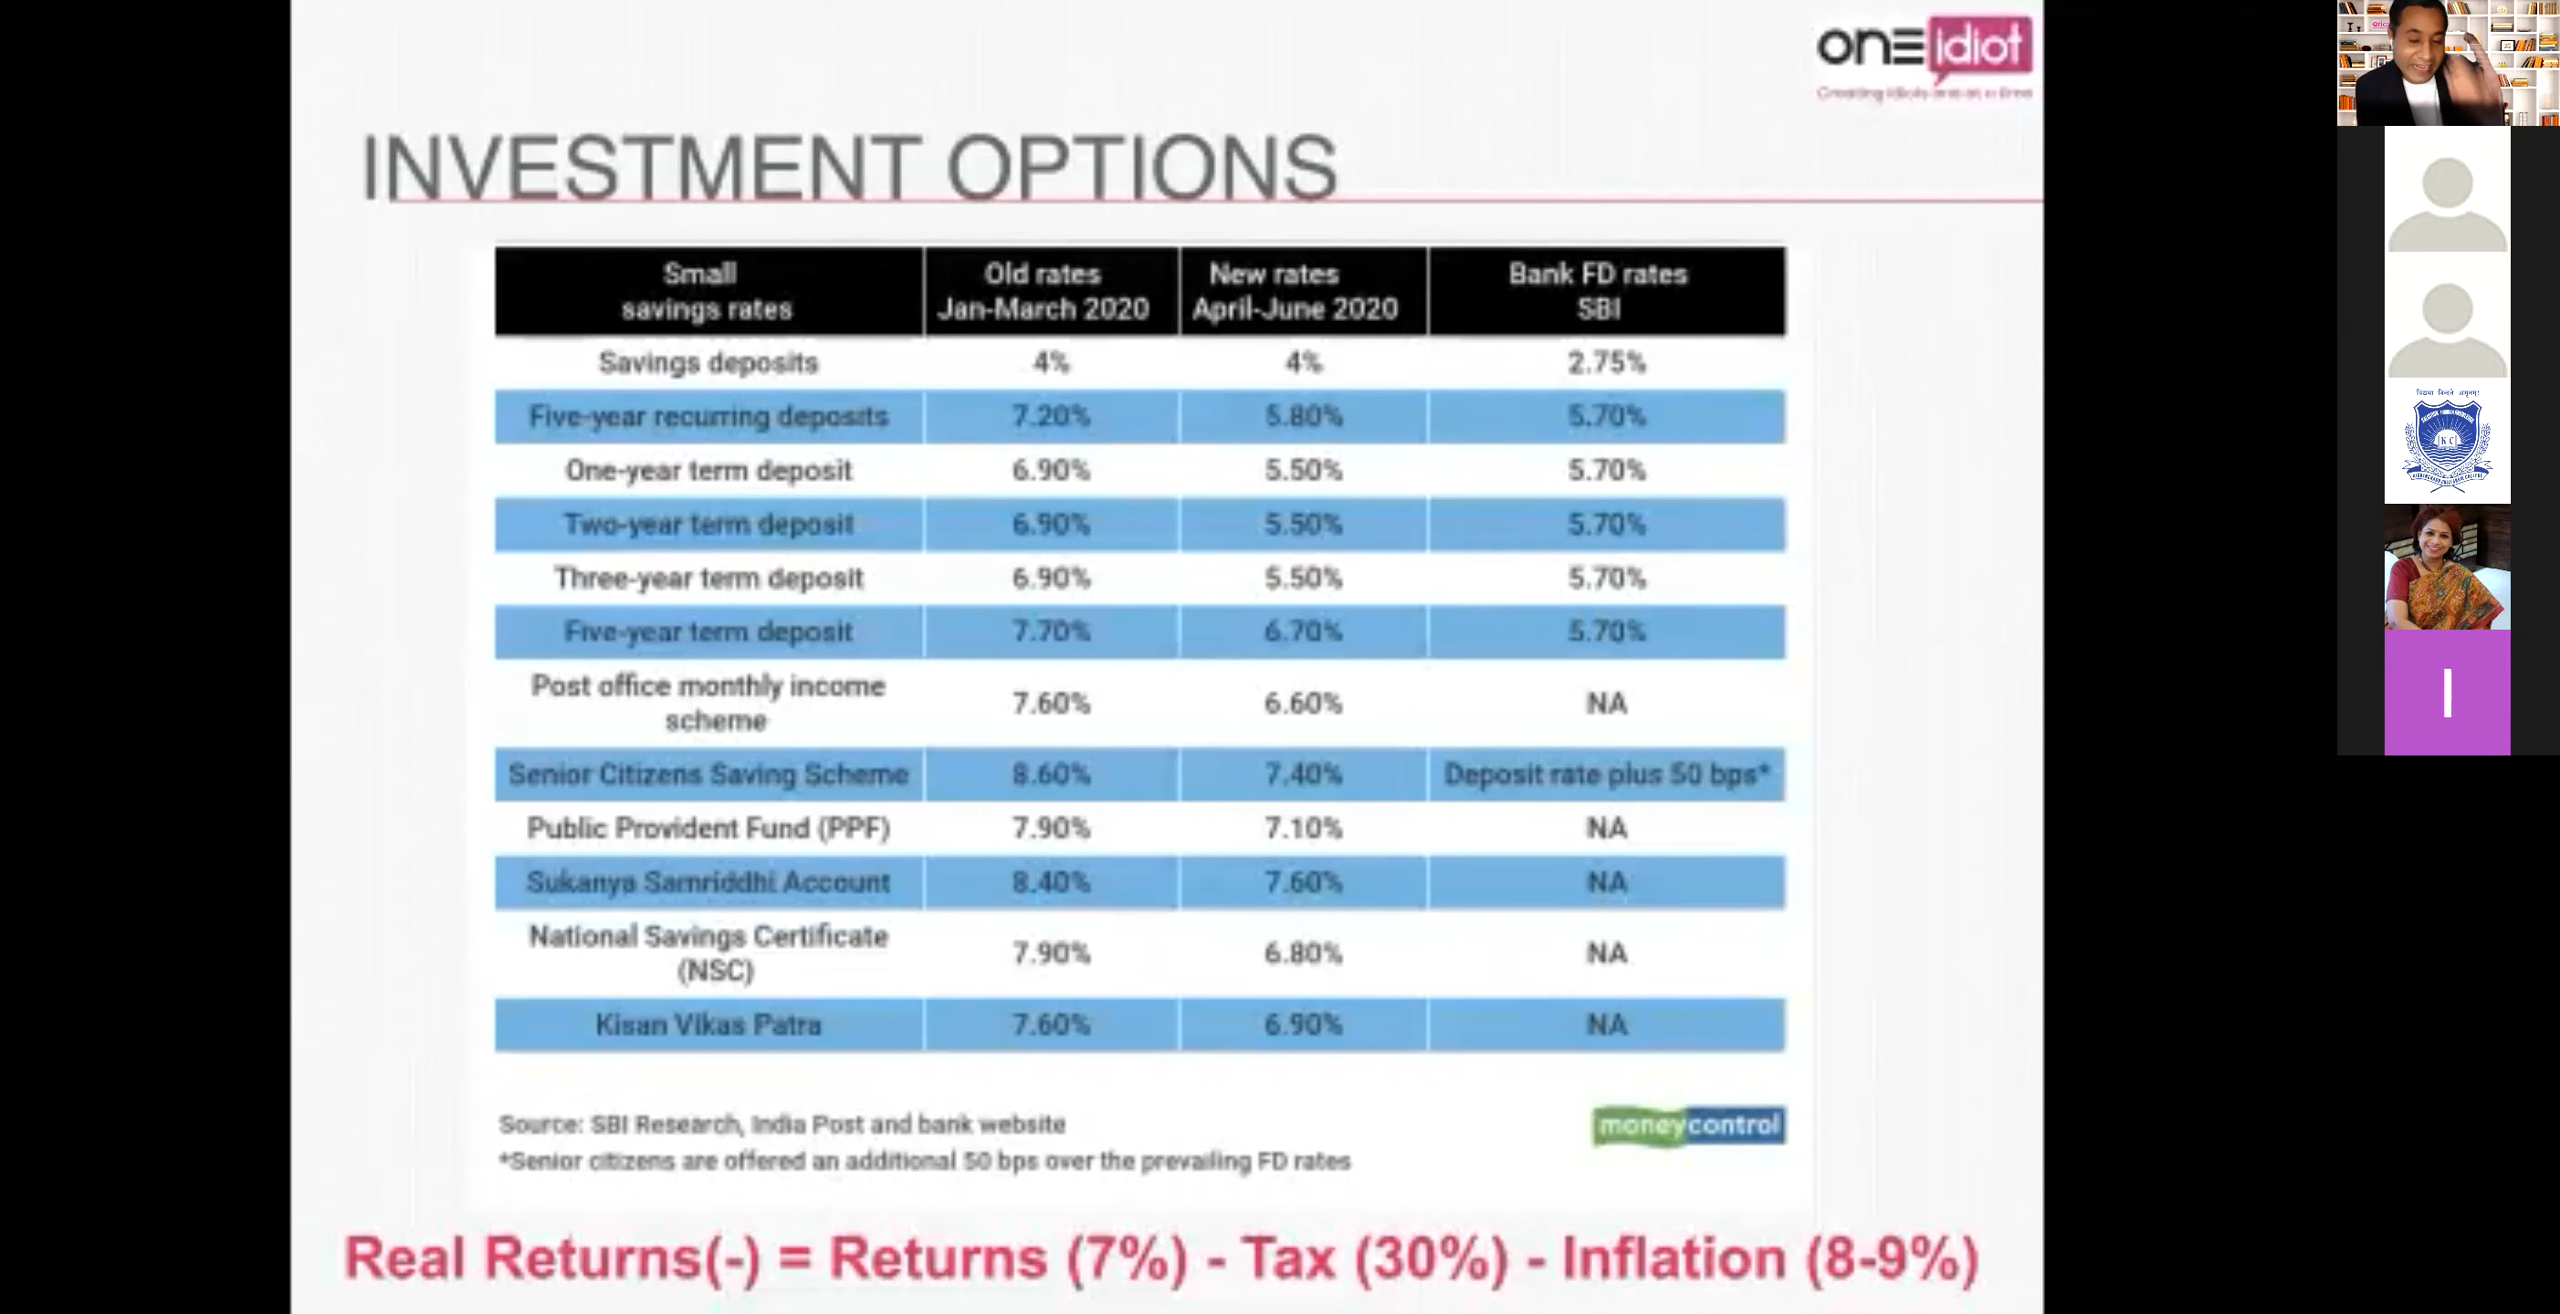 one idiot
INVESTMENT OPTIONS
Small
savings rates
Old rates
Jan-March 2020
New rates
April-June 2020
Bank FD rates
SBI
Savings deposits 4% 4% 2.75%
Five-year recurring deposits 7.20% 5.80% 5.70%
One-year term deposit 6.90% 5.50% 5.70%
Two-year term deposit 6.90% 5.50% 5.70%
Three-year term deposit 6.90% 5.50% 5.70%
Five-year term deposit 7.70% 6.70% 5.70%
Post office monthly income
scheme
7.60% 6.60% NA
Senior Citizens Saving Scheme 8.60% 7.40% Deposit rate plus 50 bps*
Public Provident Fund (PPF) 7.90% 7.10% NA
Sukanya Samriddhi Account 8.40% 7.60% NA
National Savings Certificate
(NSC)
7.90% 6.80% NA
Kisan Vikas Patra 7.60% 6.90% NA
Source: SBI Research, India Post and bank website
moneycontrol
*Senior citizens are offered an additional 50 bps over the prevailing FD rates
Real Returns(-) = Returns (7%) - Tax (30%) - Inflation (8-9%)
KC
I